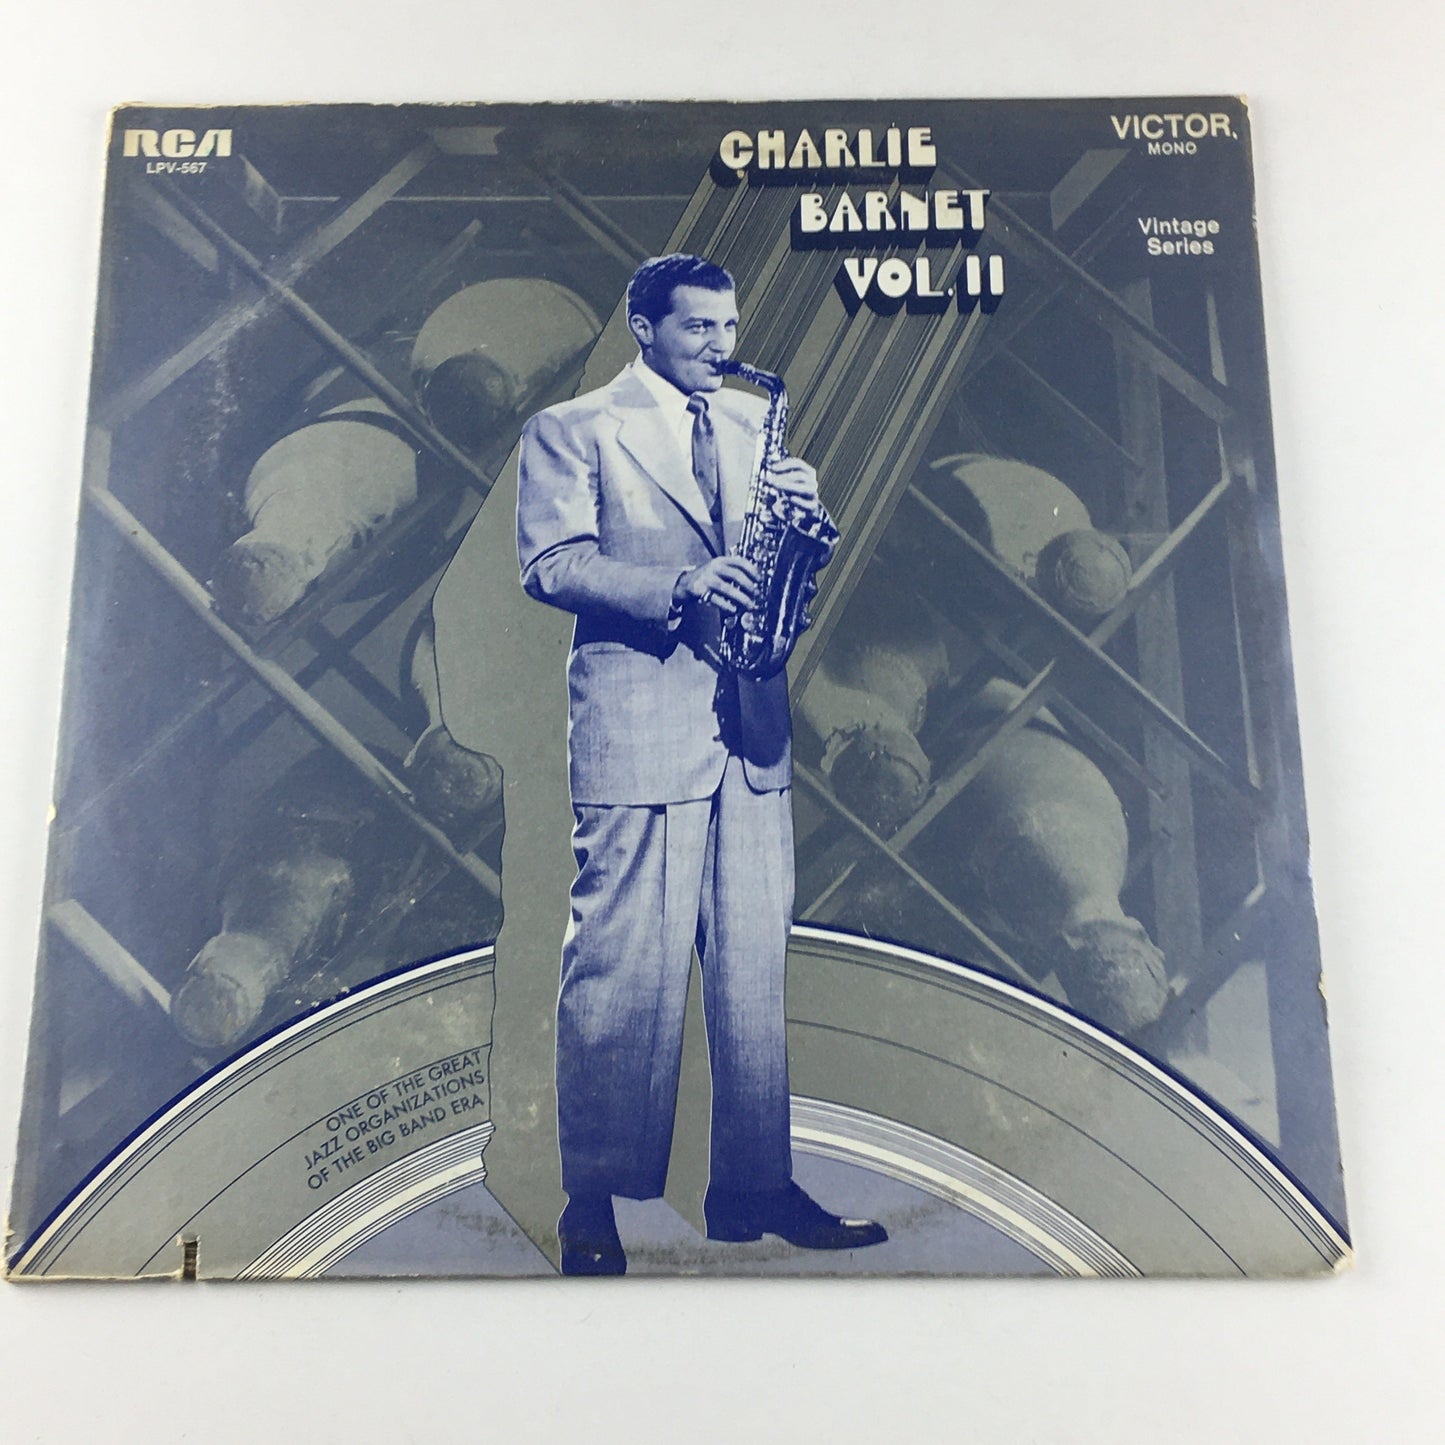 RCA
LPV-567
CHARLIE
BARNET
VOL. II
VICTOR
MONO
Vintage
Series
ONE OF THE GREAT
JAZZ ORGANIZATIONS
OF THE BIG BAND ERA